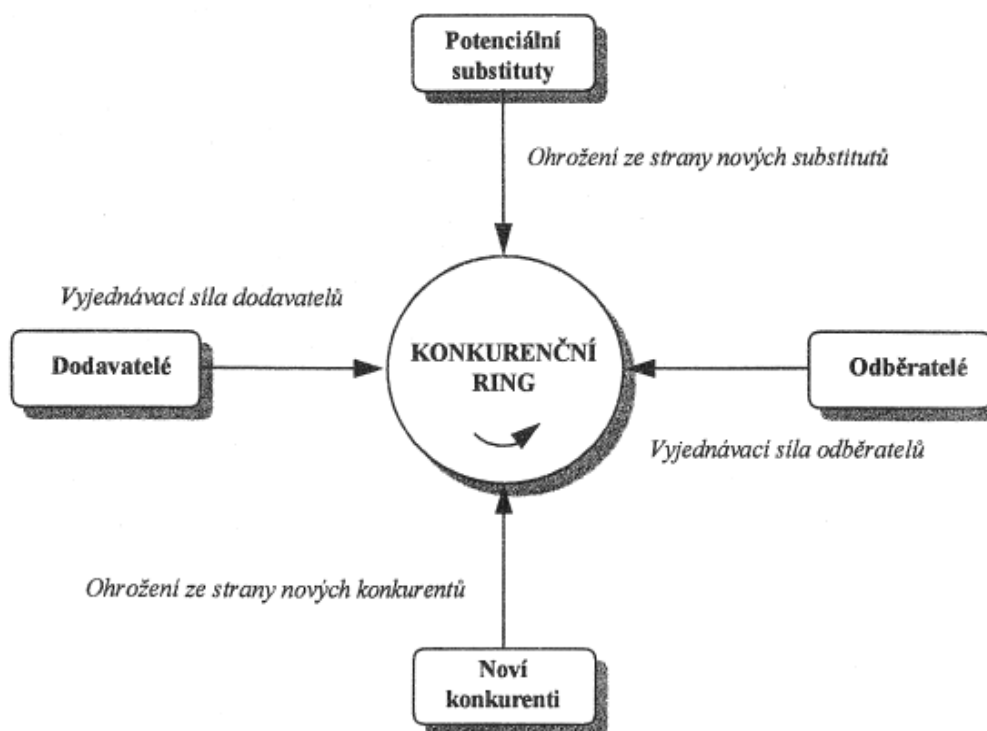 Potenciální
substituty
Ohrožení ze strany nových substitutů
Vyjednávací síla dodavatelů
Dodavatelé
KONKURENČNÍ
RING
Odběratelé
Vyjednávací síla odběratelů
Ohrožení ze strany nových konkurentů
Noví
konkurenti